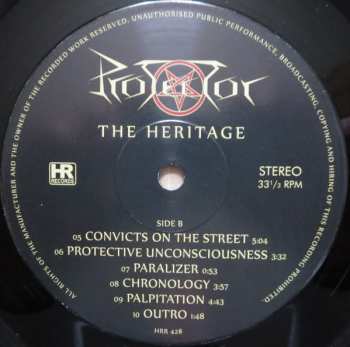 ALL RIGHTS OF THE MANUFACTURER AND THE OWNER OF THE RECORDED WORK RESERVED. UNAUTHORISED PUBLIC PERFORMANCE, BROADCASTING, COPYING AND HIRING OF THIS RECORDING PROHIBITED.
Protector
THE HERITAGE
HR
RECORDS
STEREO
33 1/3 RPM
SIDE B
05 CONVICTS ON THE STREET 5:04
06 PROTECTIVE UNCONSCIOUSNESS 3:32
07 PARALIZER 0:53
08 CHRONOLOGY 3:57
09 PALPITATION 4:43
10 OUTRO 1:48
HRR 428